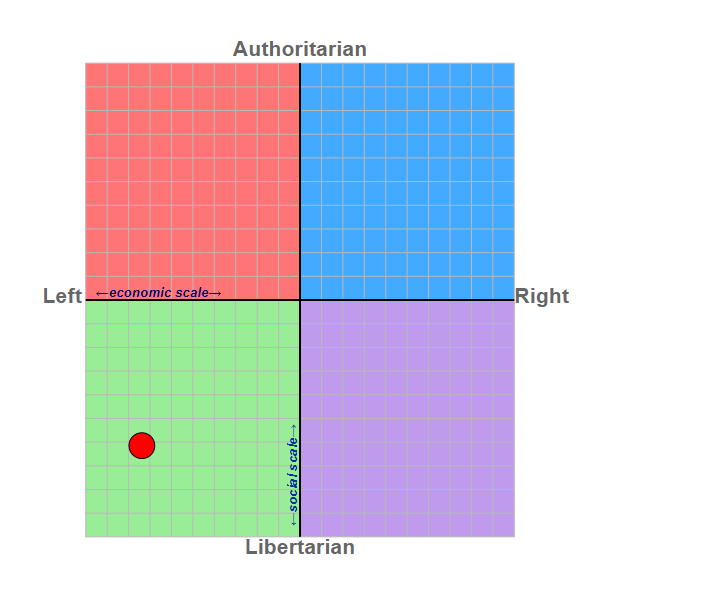 Authoritarian
Left
←economic scale→
Right
←social scale→
Libertarian